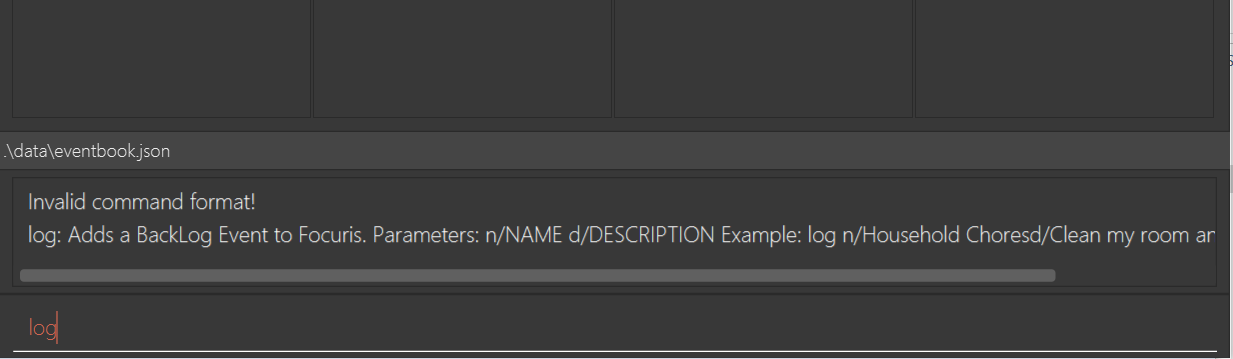 .\data\eventbook.json
Invalid command format!
log: Adds a BackLog Event to Focuris. Parameters: n/NAME d/DESCRIPTION Example: log n/Household Choresd/Clean my room an
log